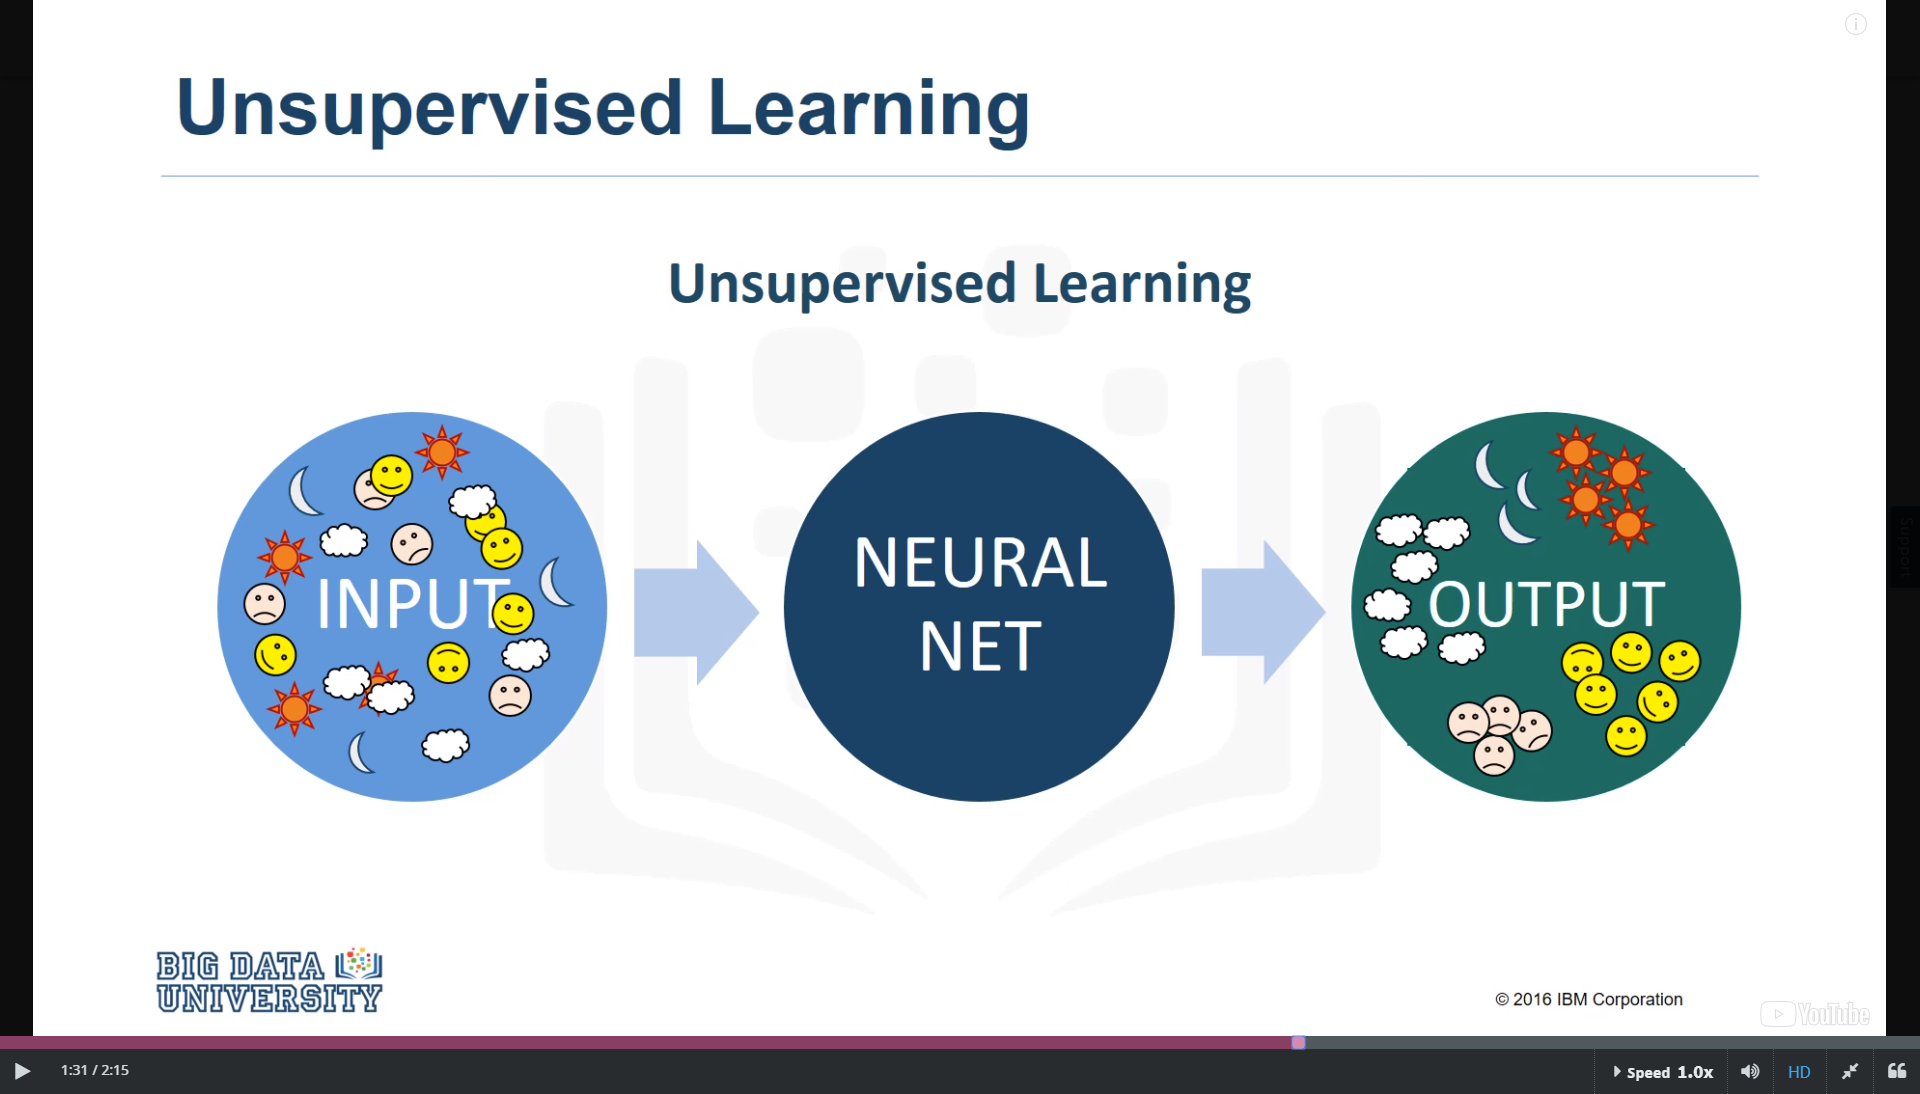 Unsupervised Learning
Unsupervised Learning
INPUT
NEURAL
NET
OUTPUT
BIG DATA
UNIVERSITY
© 2016 IBM Corporation
YouTube
Support
1:31 / 2:15
Speed 1.0x
HD